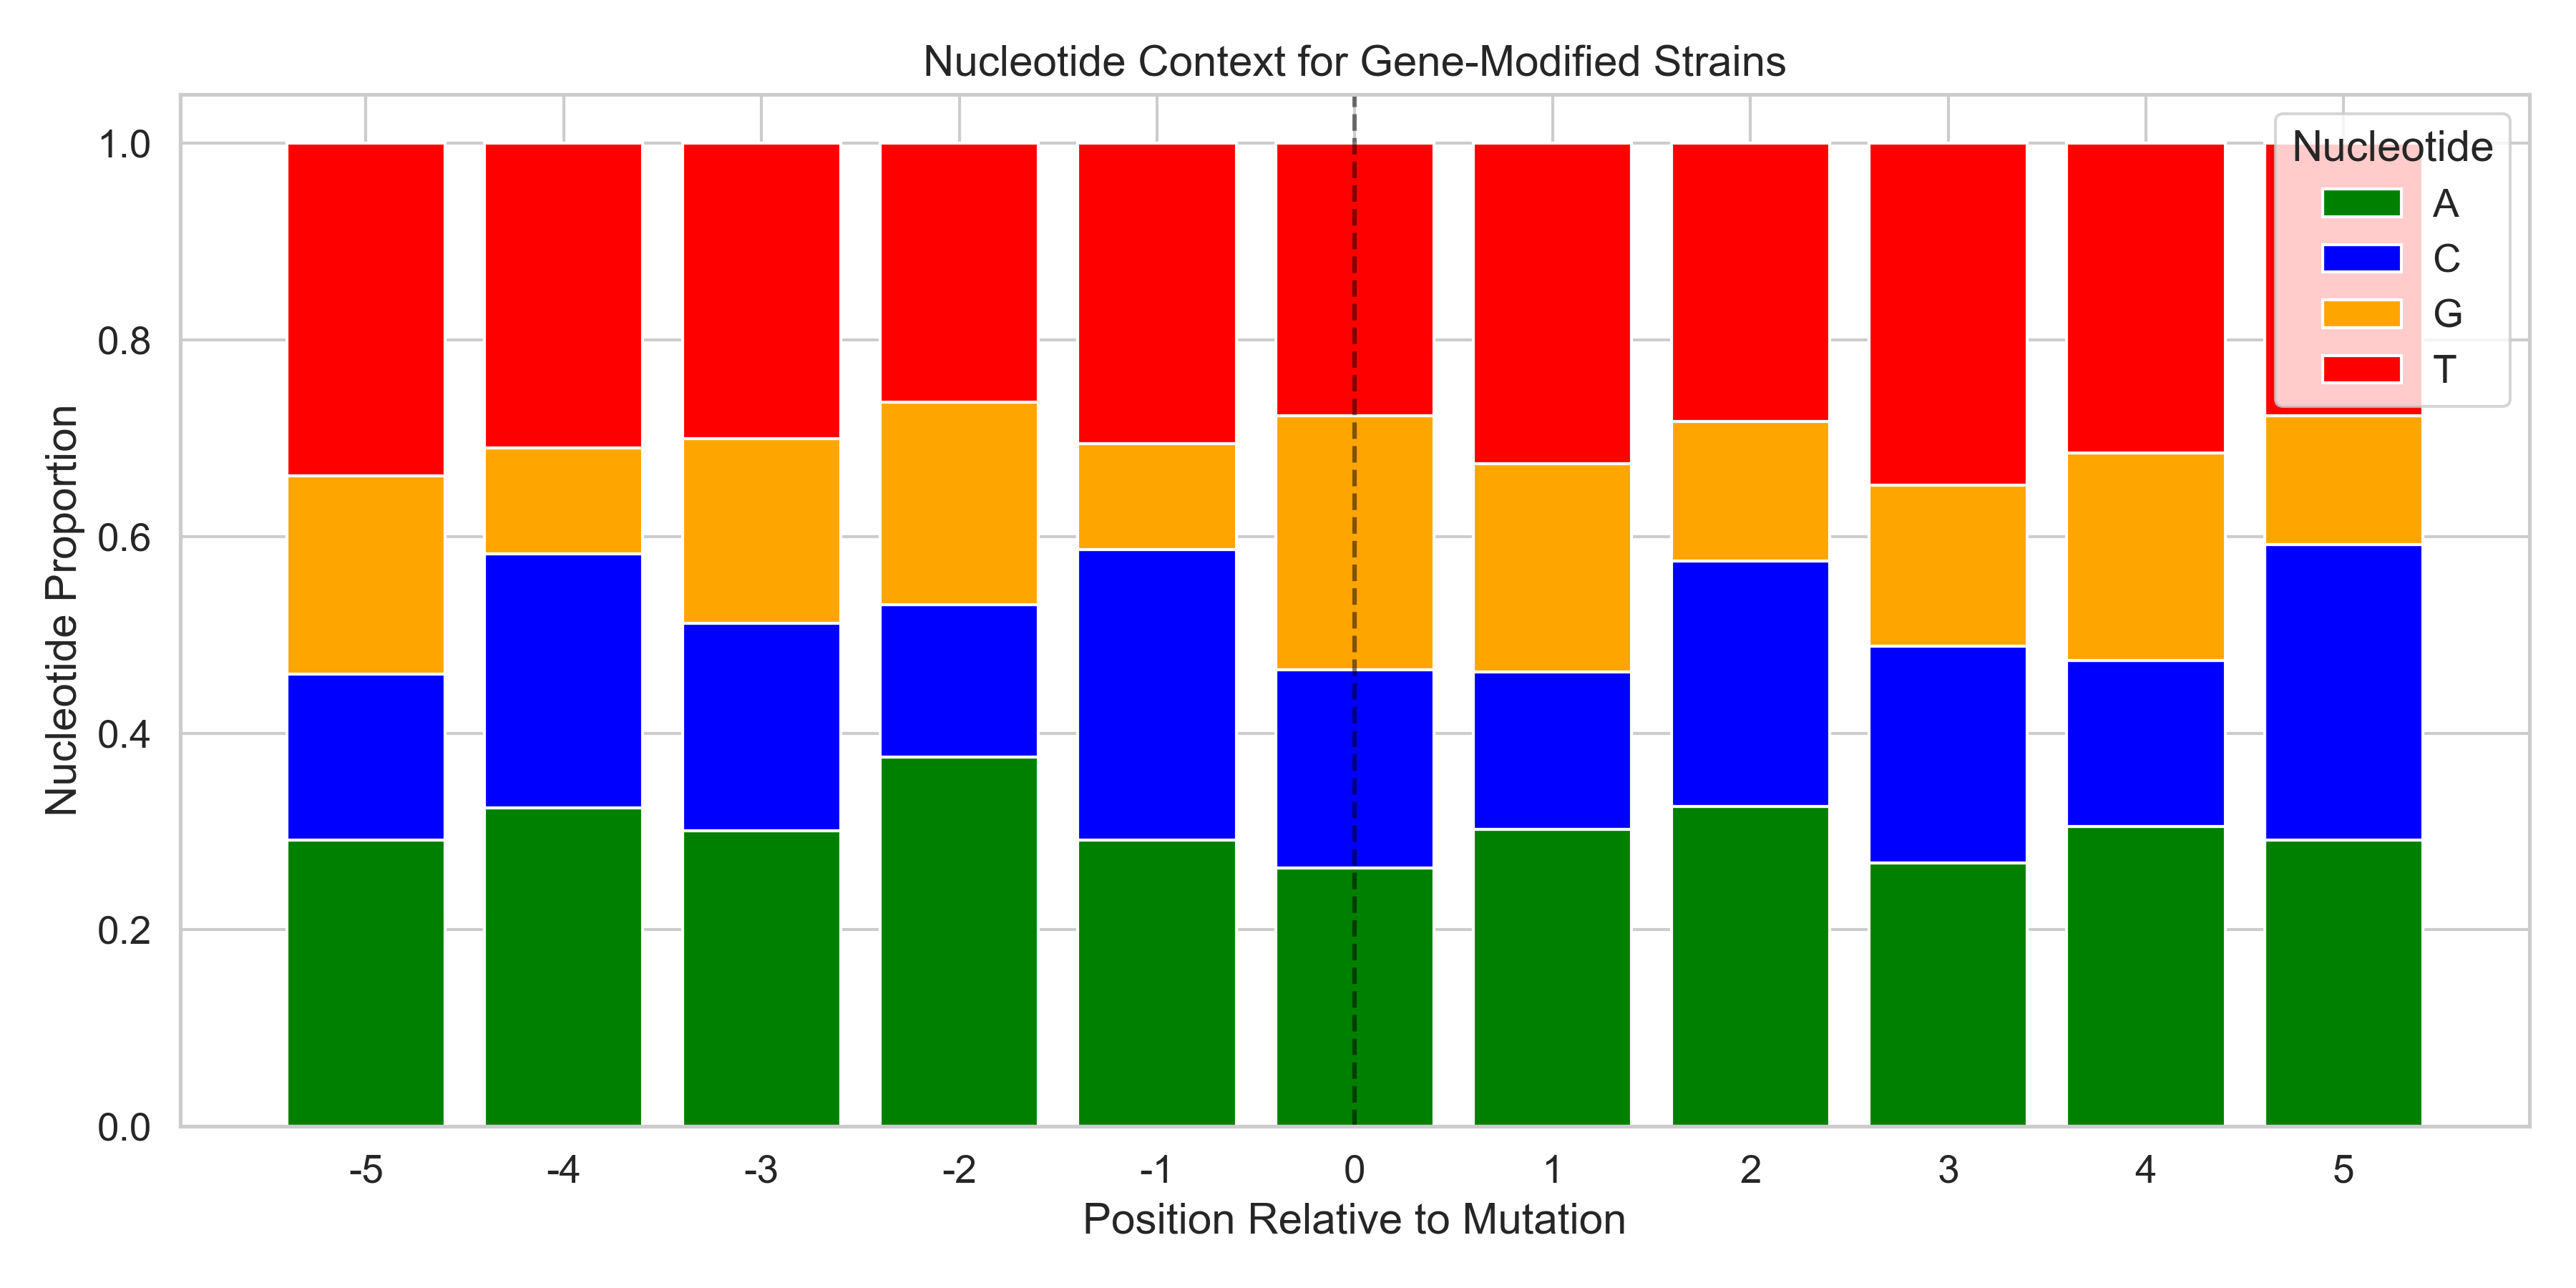 Nucleotide Context for Gene-Modified Strains
Nucleotide Proportion
1.0
0.8
0.6
0.4
0.2
0.0
Nucleotide
A
C
G
T
-5 -4 -3 -2 -1 0 1 2 3 4 5
Position Relative to Mutation